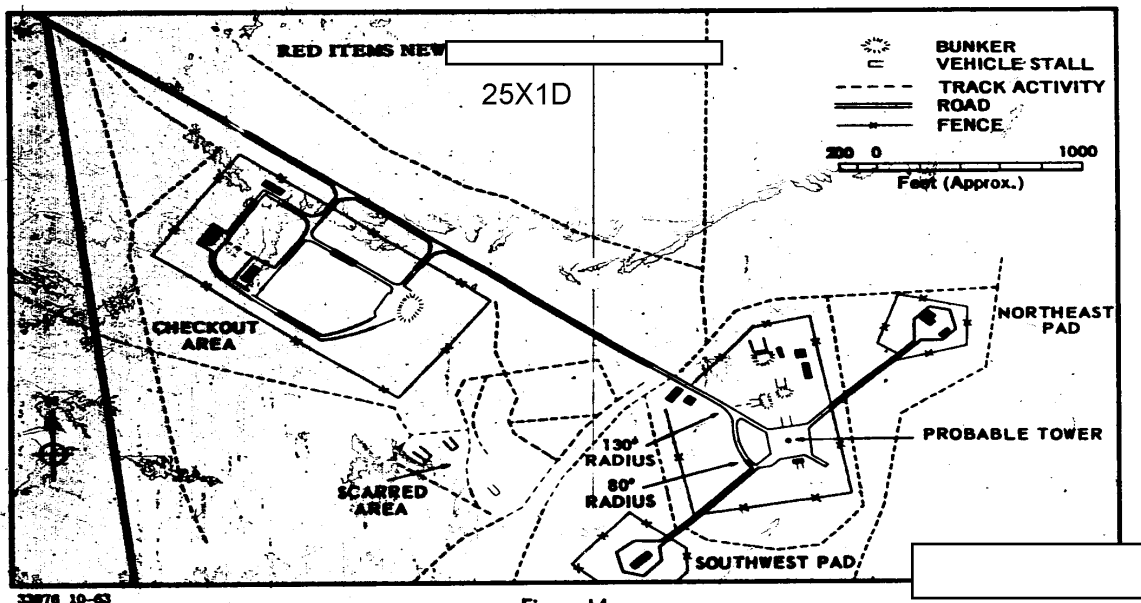 RED ITEMS NEW
25X1D
BUNKER
VEHICLE STALL
TRACK ACTIVITY
ROAD
FENCE
200 0 1000
Feet (Approx.)
CHECKOUT
AREA
NORTHEAST
PAD
130°
RADIUS
PROBABLE TOWER
80°
RADIUS
SCARRED
AREA
SOUTHWEST PAD
33976 10-63